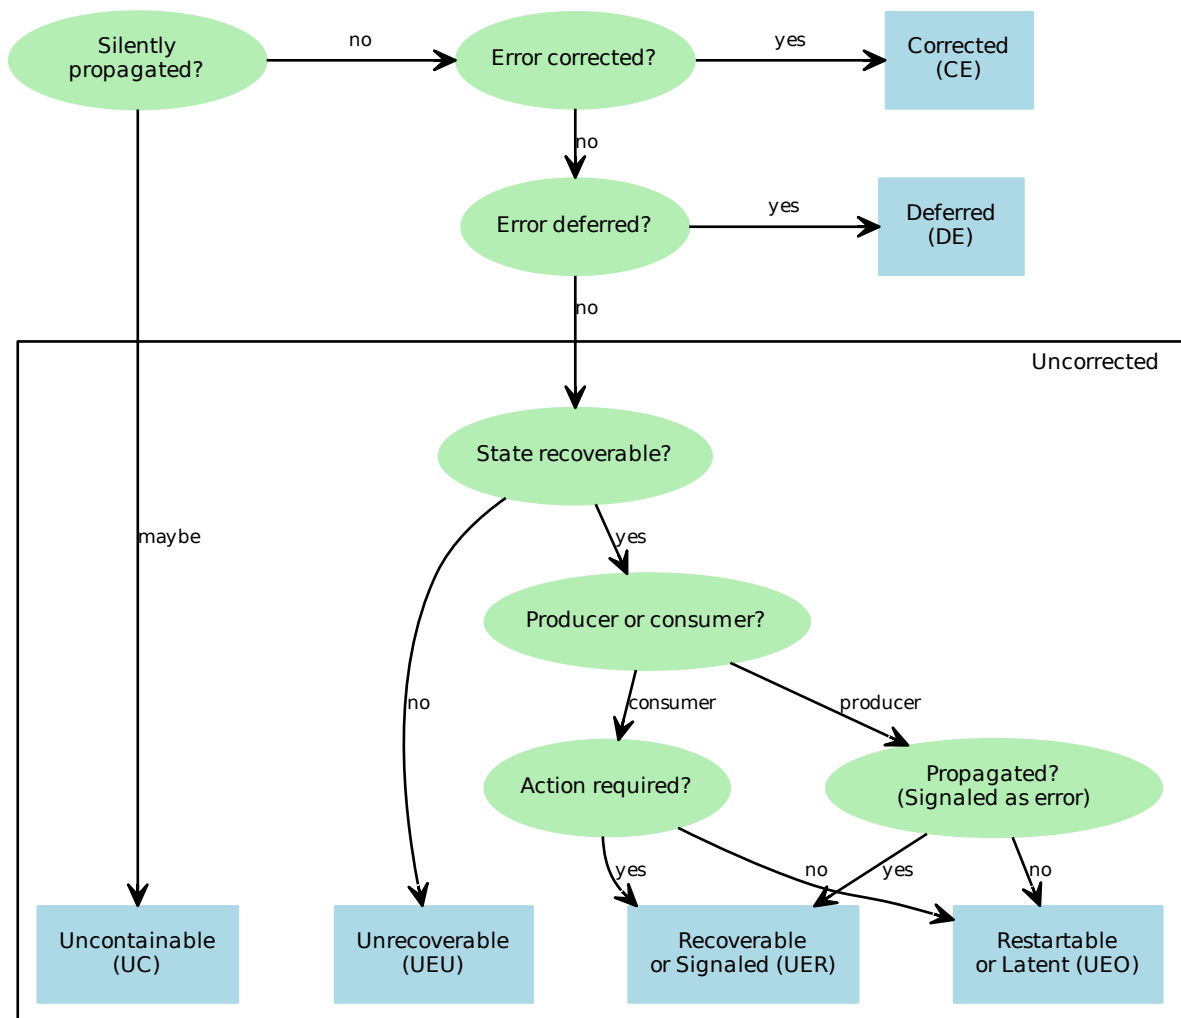 Silently
propagated?
no
Error corrected?
yes
Corrected
(CE)
no
Error deferred?
yes
Deferred
(DE)
no
Uncorrected
State recoverable?
maybe
yes
Producer or consumer?
no
consumer
producer
Action required?
Propagated?
(Signaled as error)
yes
no
yes
no
Uncontainable
(UC)
Unrecoverable
(UEU)
Recoverable
or Signaled (UER)
Restartable
or Latent (UEO)